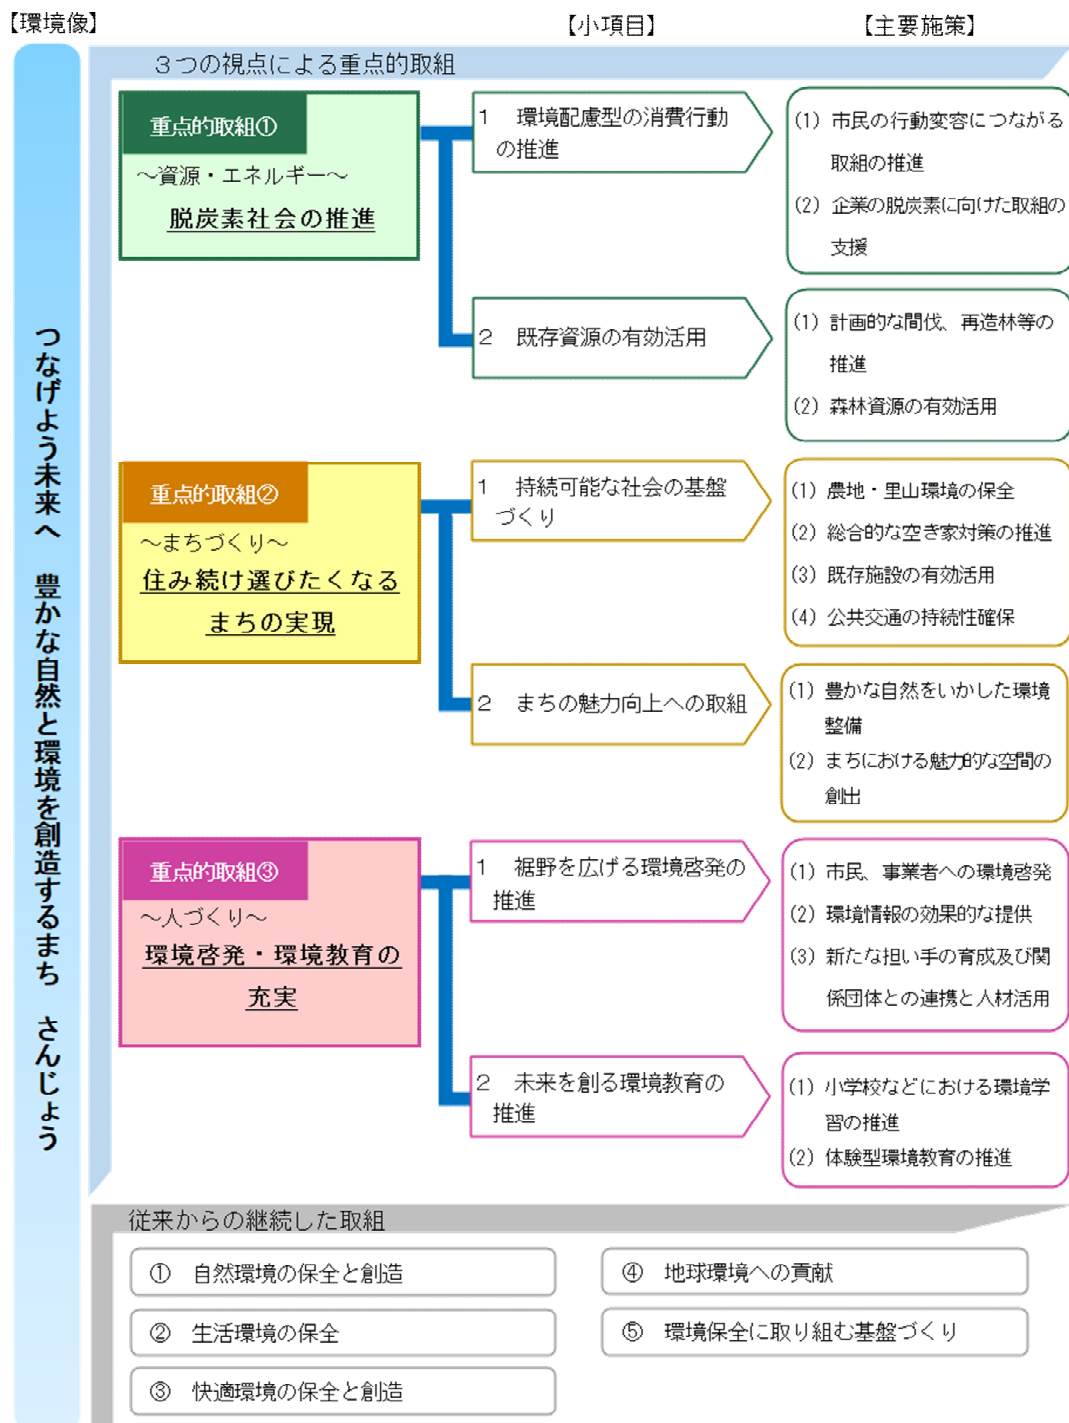 【環境像】
【小項目】
【主要施策】
つなげよう未来へ　豊かな自然と環境を創造するまち　さんじょう
３つの視点による重点的取組
重点的取組①
～資源・エネルギー～
脱炭素社会の推進
1　環境配慮型の消費行動
の推進
(1) 市民の行動変容につながる
取組の推進
(2) 企業の脱炭素に向けた取組の
支援
2　既存資源の有効活用
(1) 計画的な間伐、再造林等の
推進
(2) 森林資源の有効活用
重点的取組②
～まちづくり～
住み続け選びたくなる
まちの実現
1　持続可能な社会の基盤
づくり
(1) 農地・里山環境の保全
(2) 総合的な空き家対策の推進
(3) 既存施設の有効活用
(4) 公共交通の持続性確保
2　まちの魅力向上への取組
(1) 豊かな自然をいかした環境
整備
(2) まちにおける魅力的な空間の
創出
重点的取組③
～人づくり～
環境啓発・環境教育の
充実
1　裾野を広げる環境啓発の
推進
(1) 市民、事業者への環境啓発
(2) 環境情報の効果的な提供
(3) 新たな担い手の育成及び関
係団体との連携と人材活用
2　未来を創る環境教育の
推進
(1) 小学校などにおける環境学
習の推進
(2) 体験型環境教育の推進
従来からの継続した取組
①　自然環境の保全と創造
②　生活環境の保全
③　快適環境の保全と創造
④　地球環境への貢献
⑤　環境保全に取り組む基盤づくり